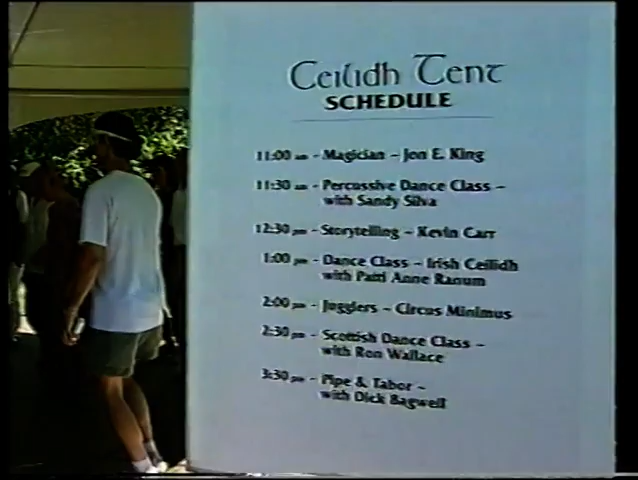 Ceilidh Tent
SCHEDULE
11:00 am - Magician - Jon E. King
11:30 am - Percussive Dance Class -
with Sandy Silva
12:30 pm - Storytelling - Kevin Carr
1:00 pm - Dance Class - Irish Ceilidh
with Patti Anne Ranum
2:00 pm - Jugglers - Circus Minimus
2:30 pm - Scottish Dance Class -
with Ron Wallace
3:30 pm - Pipe & Tabor -
with Dick Bagwell